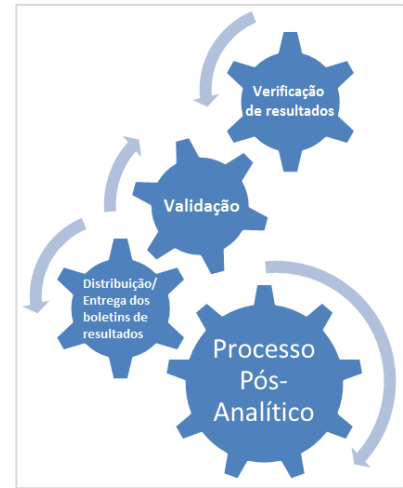 Verificação
de resultados
Validação
Distribuição/
Entrega dos
boletins de
resultados
Processo
Pós-
Analítico